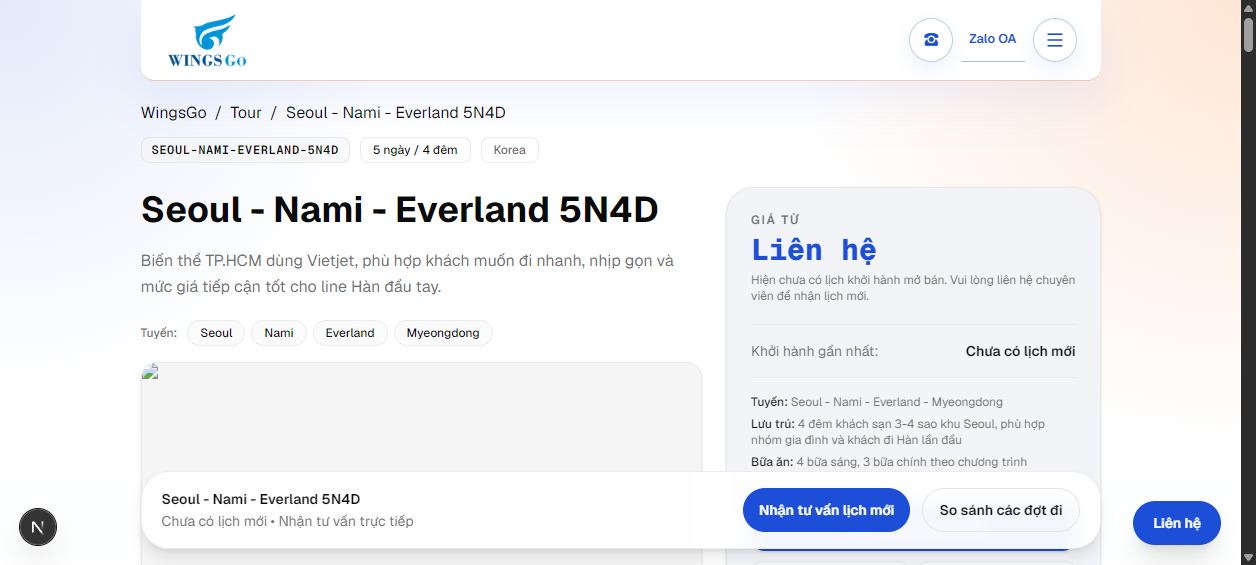 WINGS GO
Zalo OA
WingsGo / Tour / Seoul - Nami - Everland 5N4D
SEOUL-NAMI-EVERLAND-5N4D
5 ngày / 4 đêm
Korea
Seoul - Nami - Everland 5N4D
Biến thể TP.HCM dùng Vietjet, phù hợp khách muốn đi nhanh, nhịp gọn và
mức giá tiếp cận tốt cho line Hàn đầu tay.
Tuyến:
Seoul
Nami
Everland
Myeongdong
GIÁ TỪ
Liên hệ
Hiện chưa có lịch khởi hành mở bán. Vui lòng liên hệ chuyên
viên để nhận lịch mới.
Khởi hành gần nhất:
Chưa có lịch mới
Tuyến: Seoul - Nami - Everland - Myeongdong
Lưu trú: 4 đêm khách sạn 3-4 sao khu Seoul, phù hợp
nhóm gia đình và khách đi Hàn lần đầu
Bữa ăn: 4 bữa sáng, 3 bữa chính theo chương trình
Seoul - Nami - Everland 5N4D
Chưa có lịch mới • Nhận tư vấn trực tiếp
Nhận tư vấn lịch mới
So sánh các đợt đi
Liên hệ
N